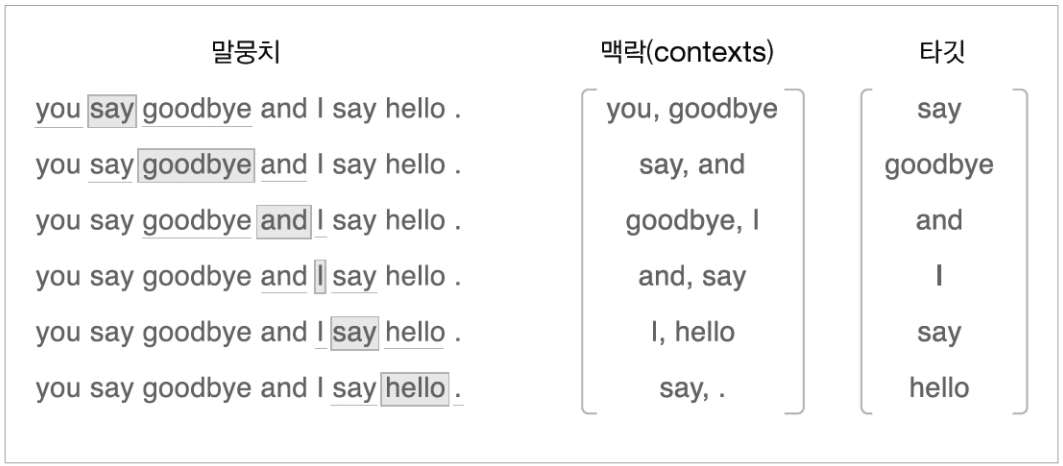 말뭉치 맥락(contexts) 타깃
you say goodbye and I say hello . you, goodbye say
you say goodbye and I say hello . say, and goodbye
you say goodbye and I say hello . goodbye, I and
you say goodbye and I say hello . and, say I
you say goodbye and I say hello . I, hello say
you say goodbye and I say hello . say, . hello